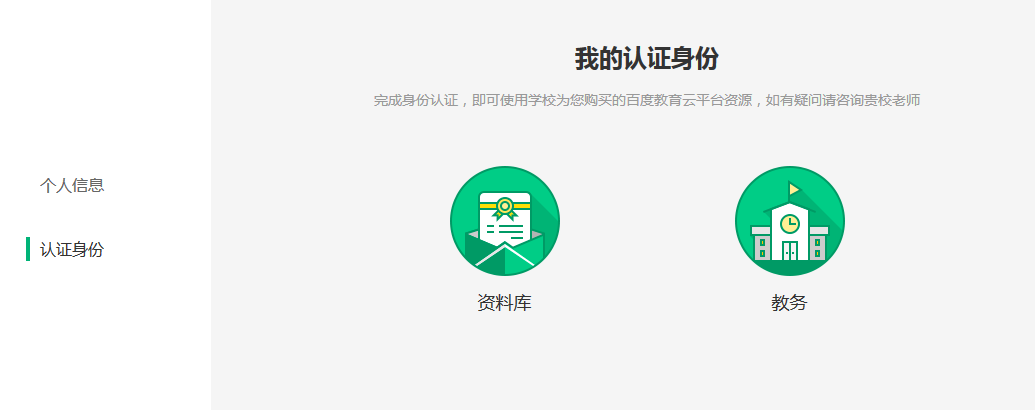 我的认证身份
完成身份认证，即可使用学校为您购买的百度教育云平台资源，如有疑问请咨询贵校老师
个人信息
认证身份
资料库
教务